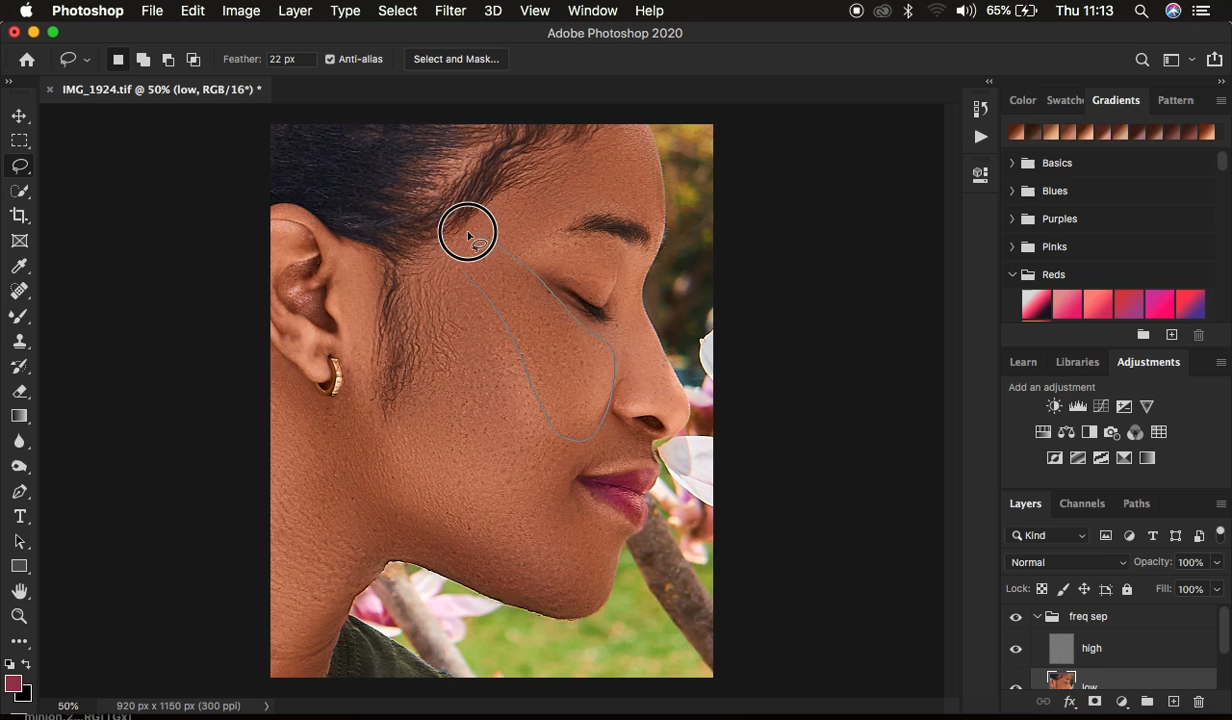 Photoshop File Edit Image Layer Type Select Filter 3D View Window Help 65% Thu 11:13
Adobe Photoshop 2020
Feather: 22 px Anti-alias Select and Mask...
IMG_1924.tif @ 50% (low, RGB/16*) *
Color Swatche Gradients Pattern
Basics
Blues
Purples
Pinks
Reds
Learn Libraries Adjustments
Add an adjustment
Layers Channels Paths
Kind
Normal Opacity: 100%
Lock: Fill: 100%
freq sep
high
low
50% 920 px x 1150 px (300 ppi)